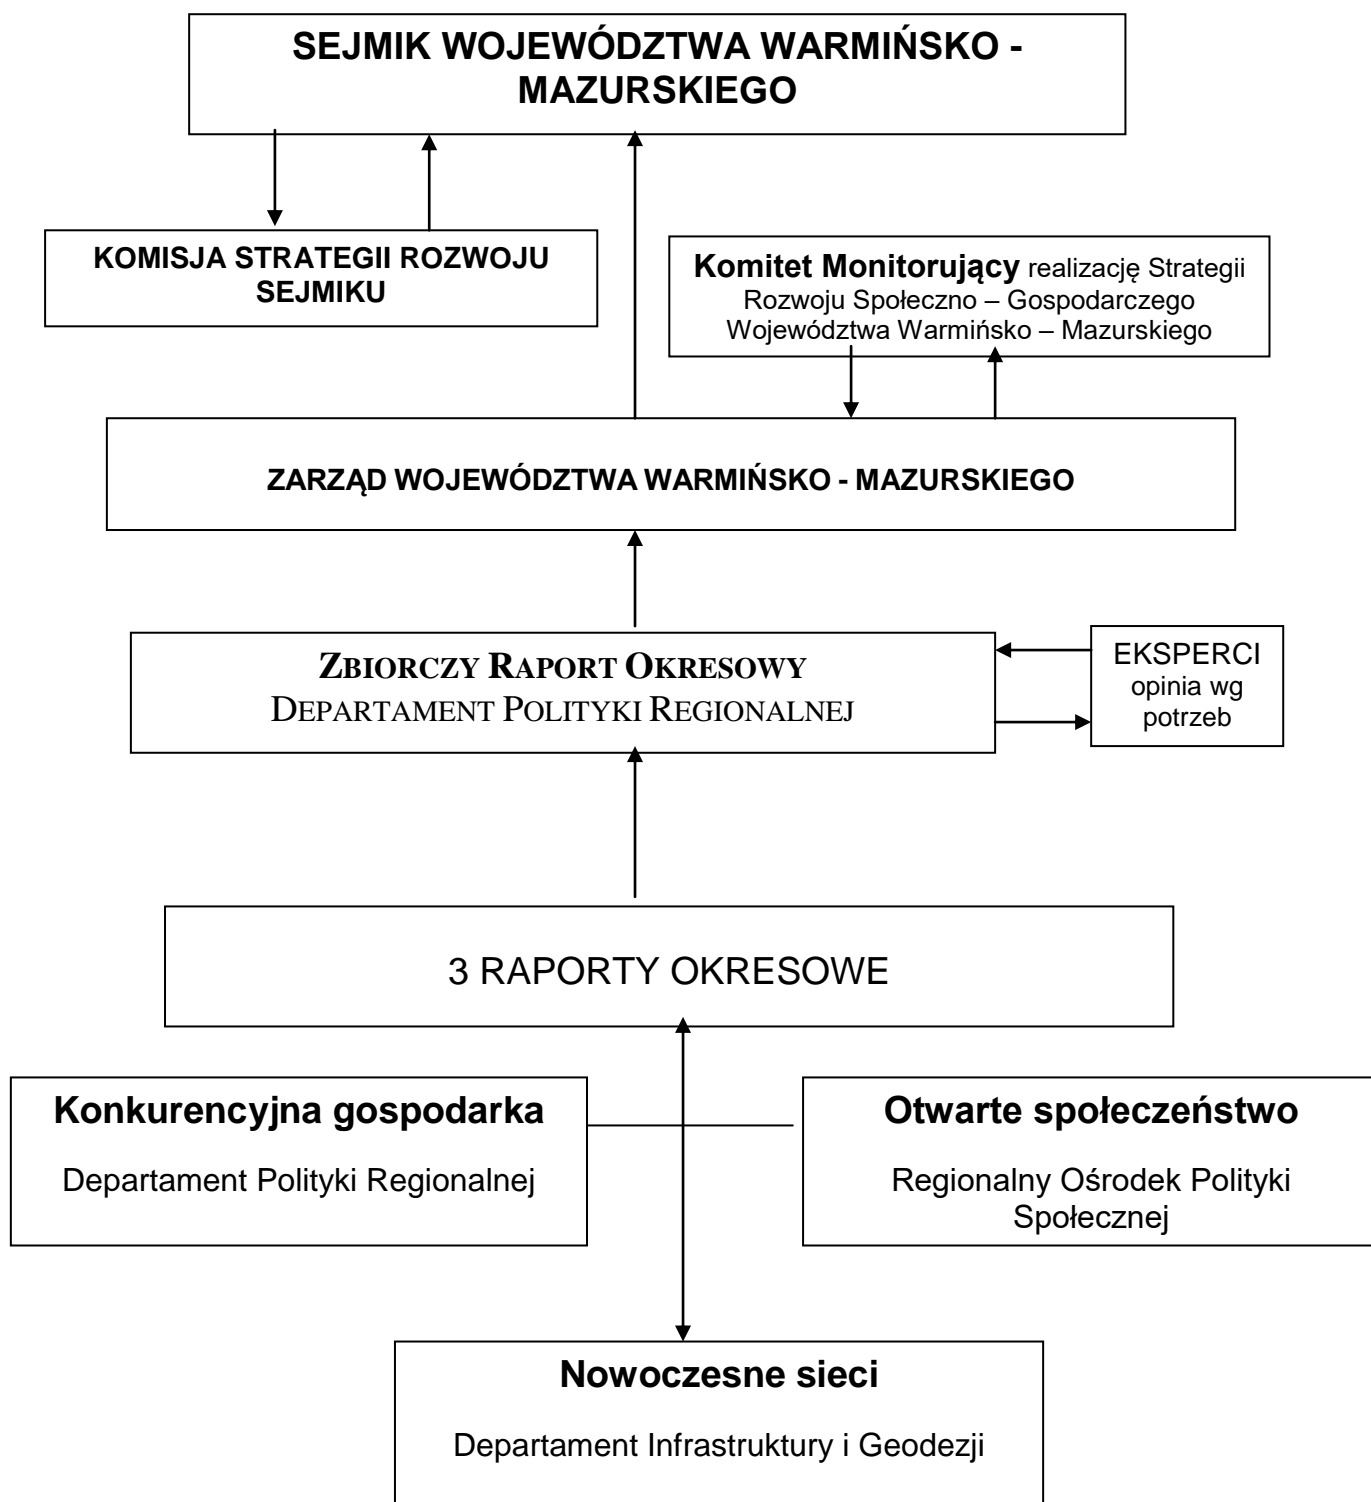 SEJMIK WOJEWÓDZTWA WARMIŃSKO -
MAZURSKIEGO
KOMISJA STRATEGII ROZWOJU
SEJMIKU
Komitet Monitorujący realizację Strategii
Rozwoju Społeczno – Gospodarczego
Województwa Warmińsko – Mazurskiego
ZARZĄD WOJEWÓDZTWA WARMIŃSKO - MAZURSKIEGO
ZBIORCZY RAPORT OKRESOWY
DEPARTAMENT POLITYKI REGIONALNEJ
EKSPERCI
opinia wg
potrzeb
3 RAPORTY OKRESOWE
Konkurencyjna gospodarka
Departament Polityki Regionalnej
Otwarte społeczeństwo
Regionalny Ośrodek Polityki
Społecznej
Nowoczesne sieci
Departament Infrastruktury i Geodezji